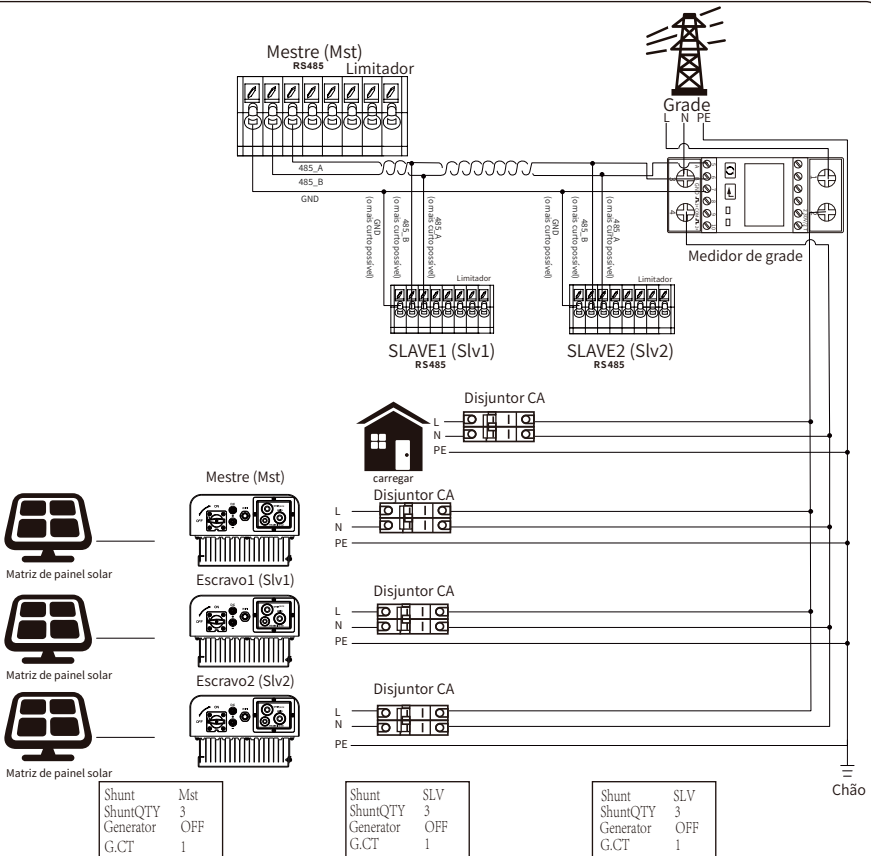 Mestre (Mst)
RS485
Limitador
Grade
L N PE
485_A
485_B
GND
GND
(o mais curto possível)
485_B
(o mais curto possível)
485_A
(o mais curto possível)
GND
(o mais curto possível)
485_B
(o mais curto possível)
485_A
(o mais curto possível)
Medidor de grade
Limitador
SLAVE1 (Slv1)
RS485
Limitador
SLAVE2 (Slv2)
RS485
Disjuntor CA
L
N
PE
carregar
Mestre (Mst)
Disjuntor CA
L
N
PE
Matriz de painel solar
Escravo1 (Slv1)
Disjuntor CA
L
N
PE
Matriz de painel solar
Escravo2 (Slv2)
Disjuntor CA
L
N
PE
Matriz de painel solar
Chão
Shunt Mst
ShuntQTY 3
Generator OFF
G.CT 1
Shunt SLV
ShuntQTY 3
Generator OFF
G.CT 1
Shunt SLV
ShuntQTY 3
Generator OFF
G.CT 1